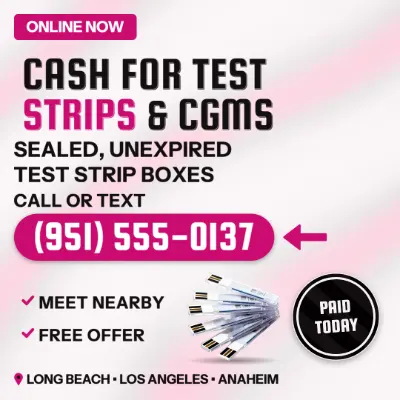 ONLINE NOW
CASH FOR TEST
STRIPS & CGMS
SEALED, UNEXPIRED
TEST STRIP BOXES
CALL OR TEXT
(951) 555-0137
MEET NEARBY
FREE OFFER
PAID
TODAY
LONG BEACH • LOS ANGELES • ANAHEIM